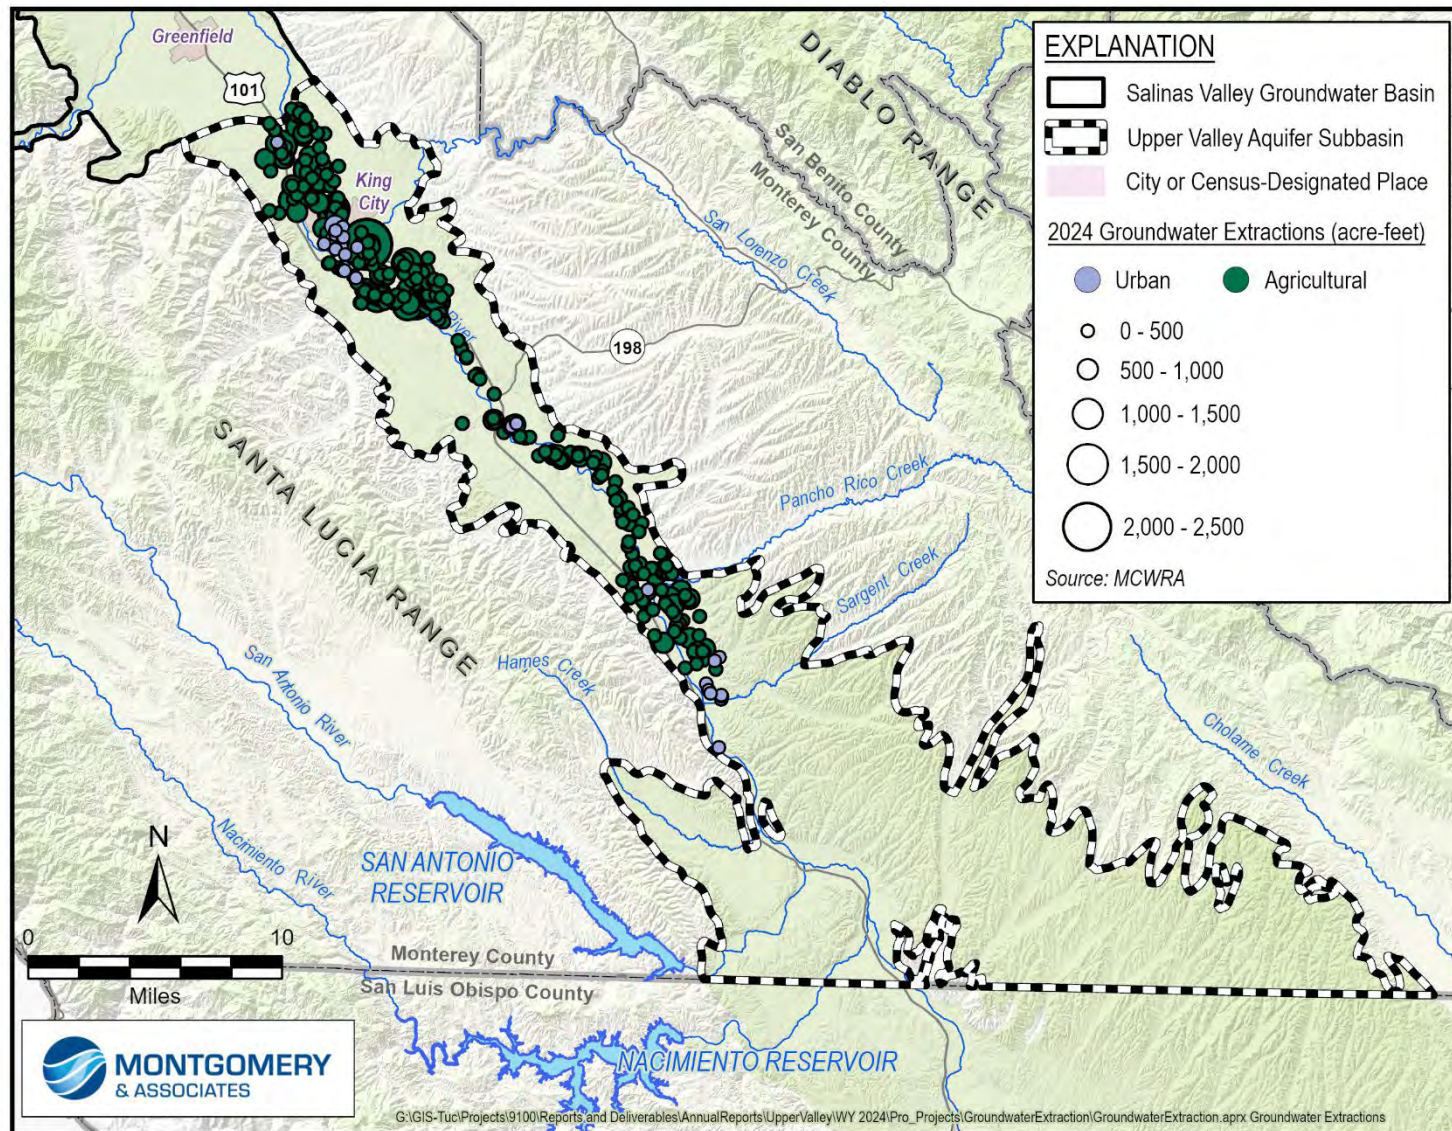 Greenfield
101
King
City
DIABLO RANGE
San Benito County
Monterey County
San Lorenzo Creek
River
198
SANTA LUCIA RANGE
Pancho Rico Creek
Sargent Creek
Hames Creek
San Antonio River
Nacimiento River
Cholame Creek
SAN ANTONIO
RESERVOIR
Monterey County
San Luis Obispo County
NACIMIENTO RESERVOIR
N
0 10
Miles
EXPLANATION
Salinas Valley Groundwater Basin
Upper Valley Aquifer Subbasin
City or Census-Designated Place
2024 Groundwater Extractions (acre-feet)
Urban Agricultural
0 - 500
500 - 1,000
1,000 - 1,500
1,500 - 2,000
2,000 - 2,500
Source: MCWRA
MONTGOMERY
& ASSOCIATES
G:\GIS-Tuc\Projects\9100\Reports and Deliverables\AnnualReports\UpperValley\WY 2024\Pro_Projects\GroundwaterExtraction\GroundwaterExtraction.aprx Groundwater Extractions